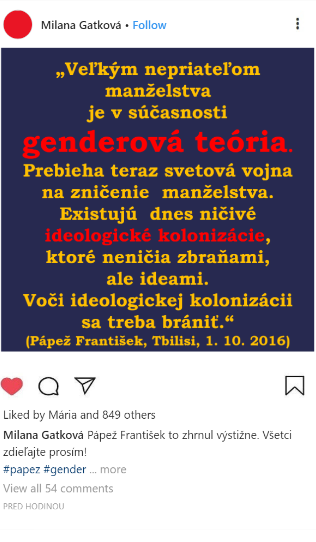 Milana Gatková • Follow
„Veľkým nepriateľom
manželstva
je v súčasnosti
genderová teória.
Prebieha teraz svetová vojna
na zničenie manželstva.
Existujú dnes ničivé
ideologické kolonizácie,
ktoré neničia zbraňami,
ale ideami.
Voči ideologickej kolonizácii
sa treba brániť.“
(Pápež František, Tbilisi, 1. 10. 2016)
Liked by Mária and 849 others
Milana Gatková Pápež František to zhrnul výstižne. Všetci
zdieľajte prosím!
#papez #gender ... more
View all 54 comments
PRED HODINOU